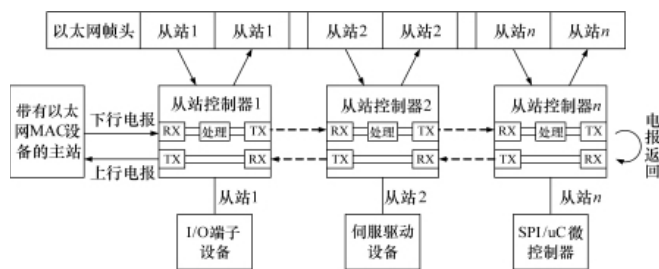 以太网帧头 从站1 从站1 从站2 从站2 从站n 从站n
带有以太
网MAC设
备的主站
下行电报
上行电报
从站控制器1
RX 处理 TX
TX RX
从站控制器2
RX 处理 TX
TX RX
从站控制器n
RX 处理 TX
TX RX
电报返回
从站1
从站2
从站n
I/O端子
设备
伺服驱动
设备
SPI/uC微
控制器